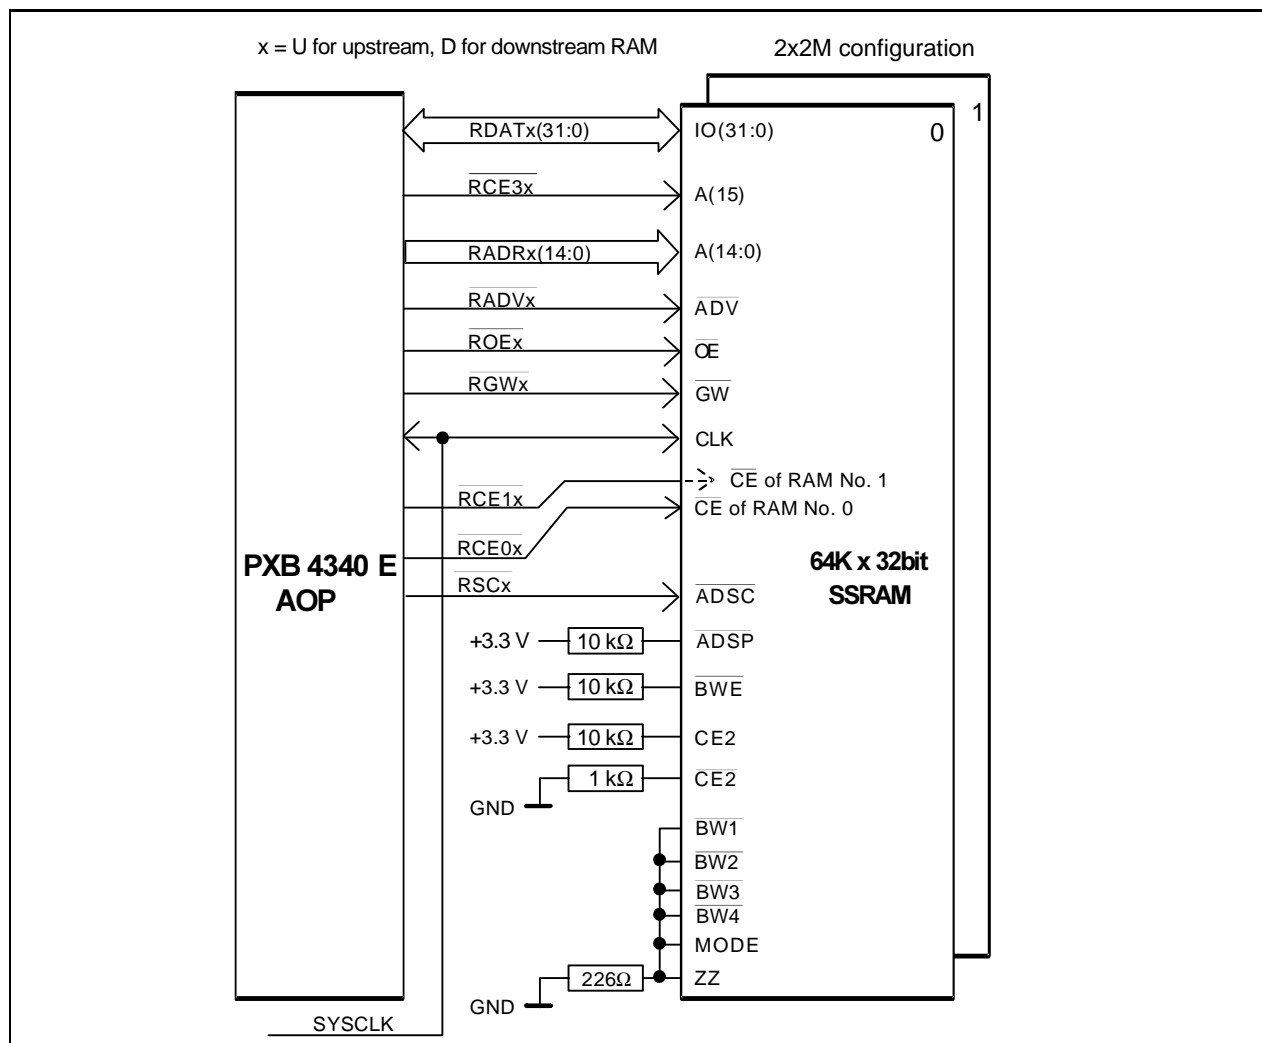 x = U for upstream, D for downstream RAM
2x2M configuration
1
0
RDATx(31:0)
IO(31:0)
RCE3x
A(15)
RADRx(14:0)
A(14:0)
RADVx
ADV
ROEx
OE
RGWx
GW
CLK
CE of RAM No. 1
RCE1x
CE of RAM No. 0
RCE0x
PXB 4340 E
AOP
64K x 32bit
SSRAM
RSCx
ADSC
+3.3 V
10 kΩ
ADSP
+3.3 V
10 kΩ
BWE
+3.3 V
10 kΩ
CE2
1 kΩ
CE2
GND
BW1
BW2
BW3
BW4
MODE
226Ω
ZZ
GND
SYSCLK